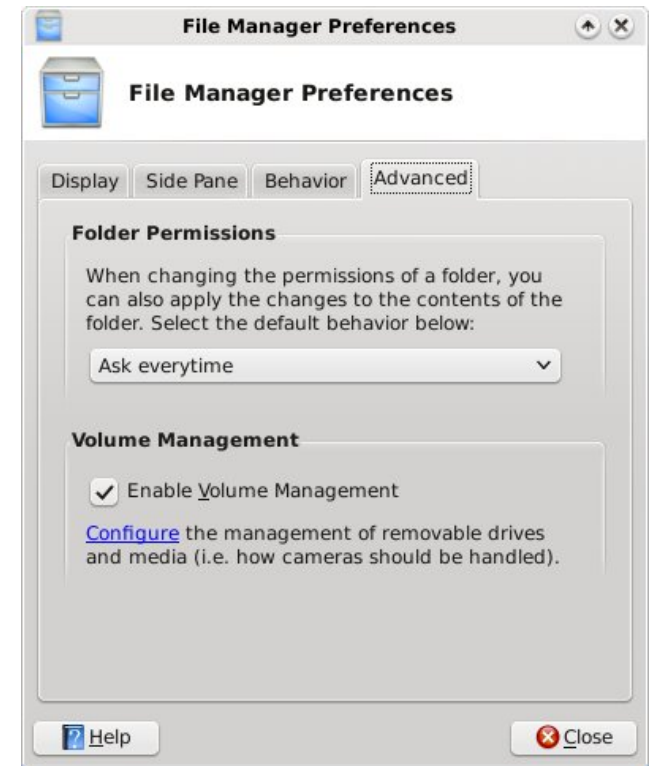 File Manager Preferences
File Manager Preferences
Display Side Pane Behavior Advanced
Folder Permissions
When changing the permissions of a folder, you
can also apply the changes to the contents of the
folder. Select the default behavior below:
Ask everytime
Volume Management
Enable Volume Management
Configure the management of removable drives
and media (i.e. how cameras should be handled).
Help Close